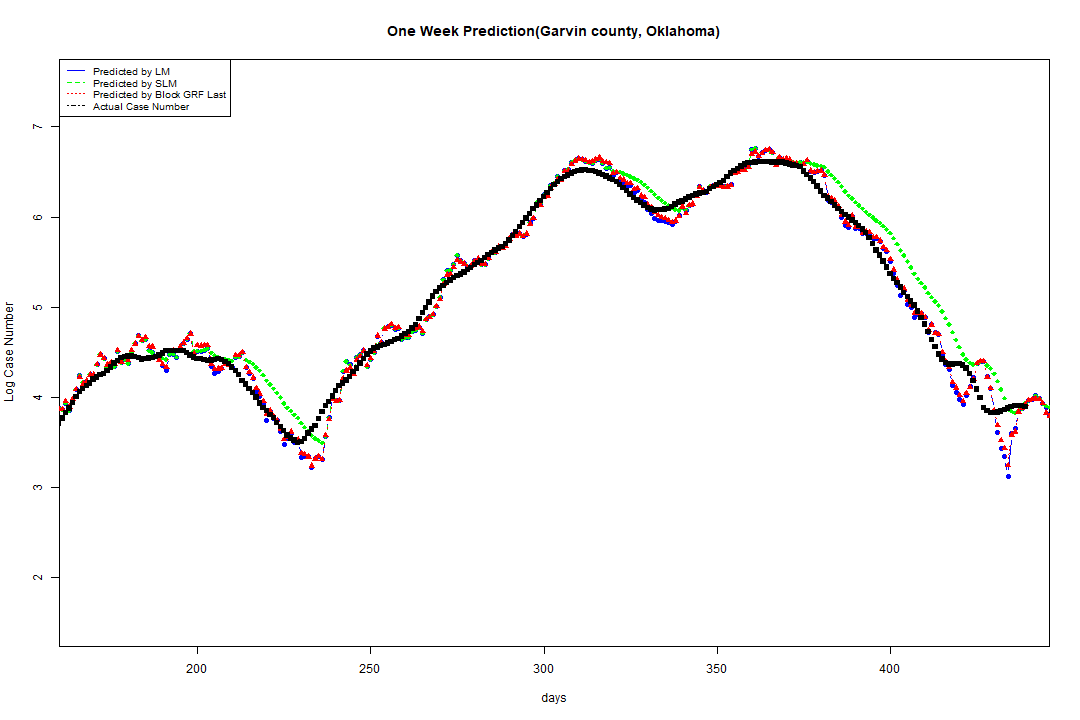 One Week Prediction(Garvin county, Oklahoma)
Predicted by LM
Predicted by SLM
Predicted by Block GRF Last
Actual Case Number
7
6
5
4
3
2
Log Case Number
200 250 300 350 400
days